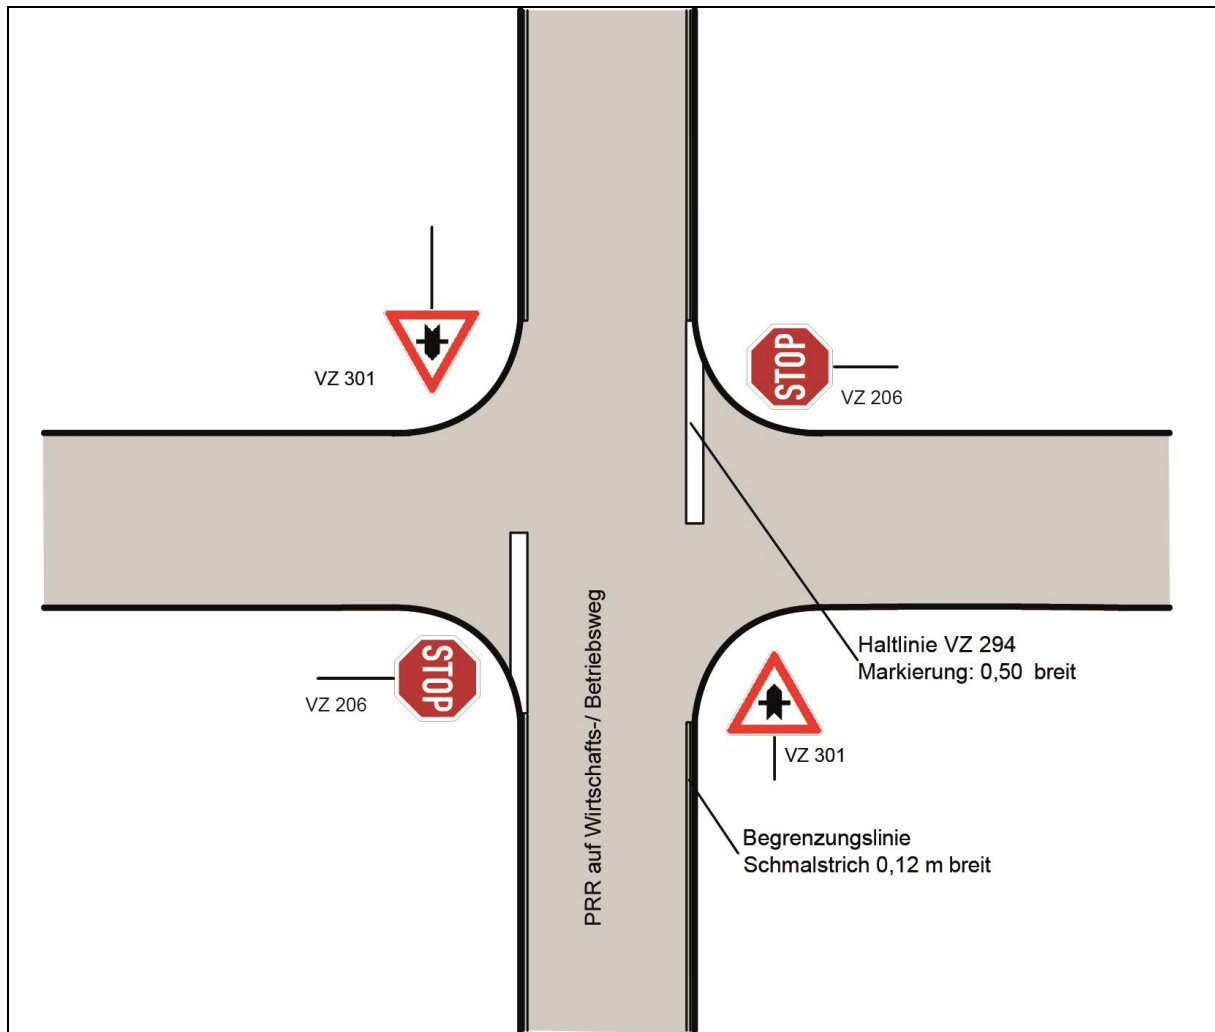 VZ 301
STOP
VZ 206
Haltlinie VZ 294
Markierung: 0,50 breit
STOP
VZ 206
PRR auf Wirtschafts-/ Betriebsweg
VZ 301
Begrenzungslinie
Schmalstrich 0,12 m breit